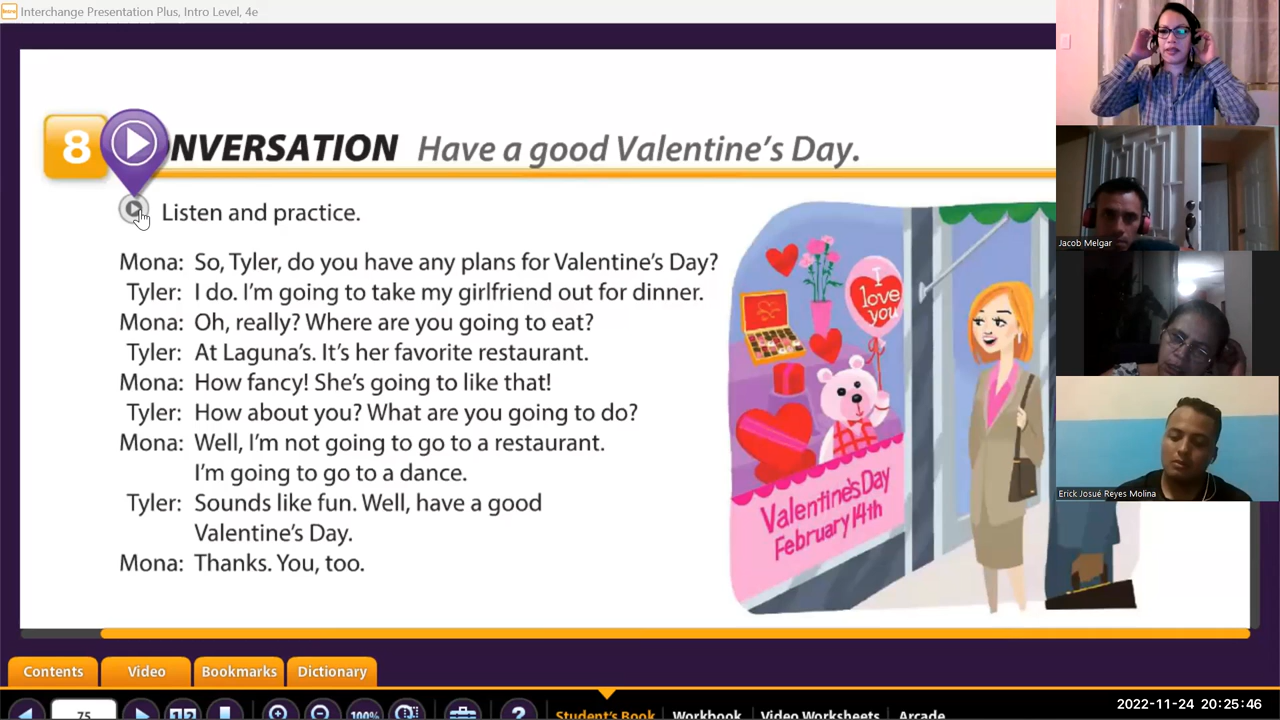 Interchange Presentation Plus, Intro Level, 4e
8 NVERSATION Have a good Valentine's Day.
Listen and practice.
Mona: So, Tyler, do you have any plans for Valentine's Day?
Tyler: I do. I'm going to take my girlfriend out for dinner.
Mona: Oh, really? Where are you going to eat?
Tyler: At Laguna's. It's her favorite restaurant.
Mona: How fancy! She's going to like that!
Tyler: How about you? What are you going to do?
Mona: Well, I'm not going to go to a restaurant.
I'm going to go to a dance.
Tyler: Sounds like fun. Well, have a good
Valentine's Day.
Mona: Thanks. You, too.
I
love
you
Valentine's Day
February 14th
Jacob Melgar
Erick Josué Reyes Molina
Contents Video Bookmarks Dictionary
75 100% ?
Student's Book Workbook Video Worksheets Arcade
2022-11-24 20:25:46